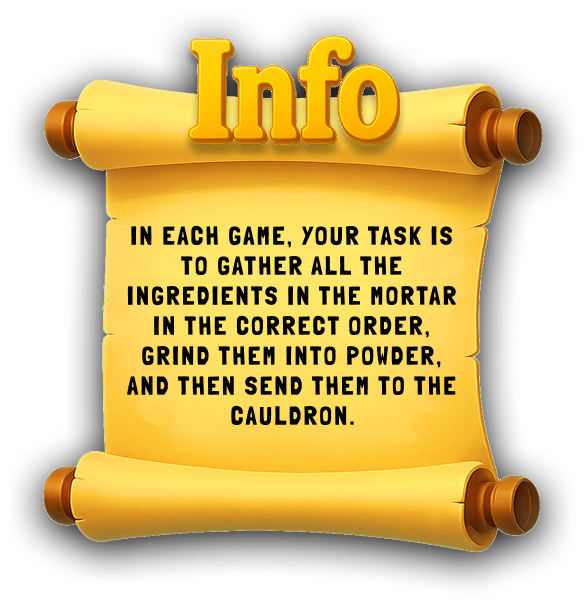 Info
IN EACH GAME, YOUR TASK IS
TO GATHER ALL THE
INGREDIENTS IN THE MORTAR
IN THE CORRECT ORDER,
GRIND THEM INTO POWDER,
AND THEN SEND THEM TO THE
CAULDRON.